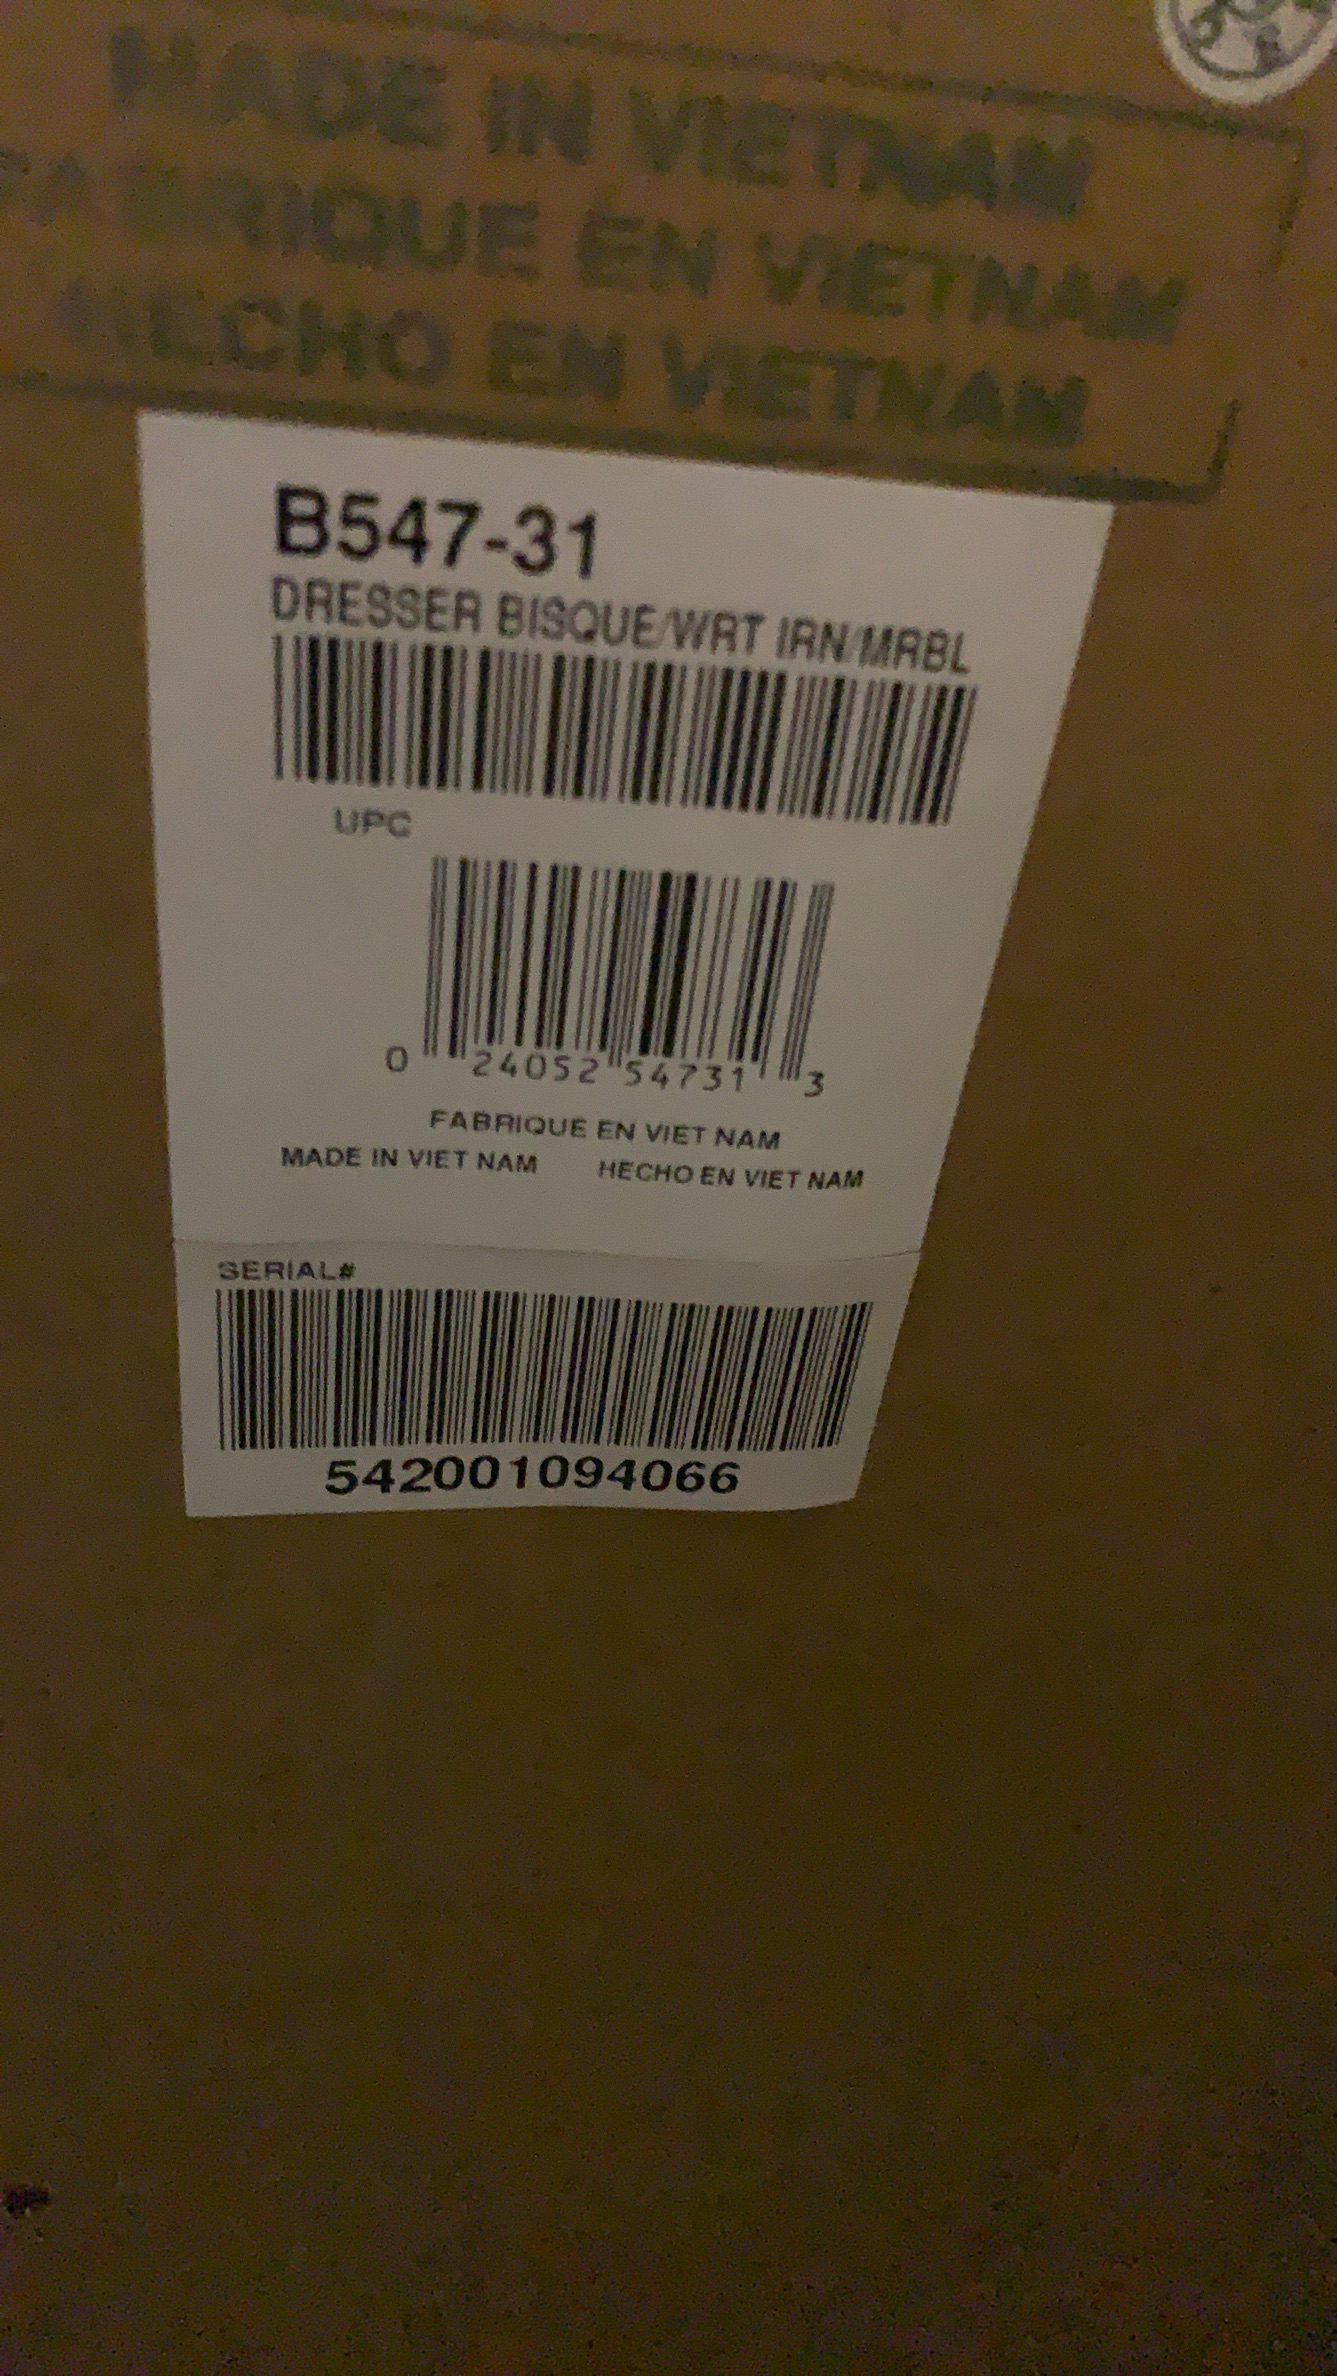 MADE IN VIETNAM
FABRIQUE EN VIETNAM
HECHO EN VIETNAM
B547-31
DRESSER BISQUE/WRT IRN/MRBL
UPC
0 24052 54731 3
FABRIQUE EN VIET NAM
MADE IN VIET NAM HECHO EN VIET NAM
SERIAL#
542001094066